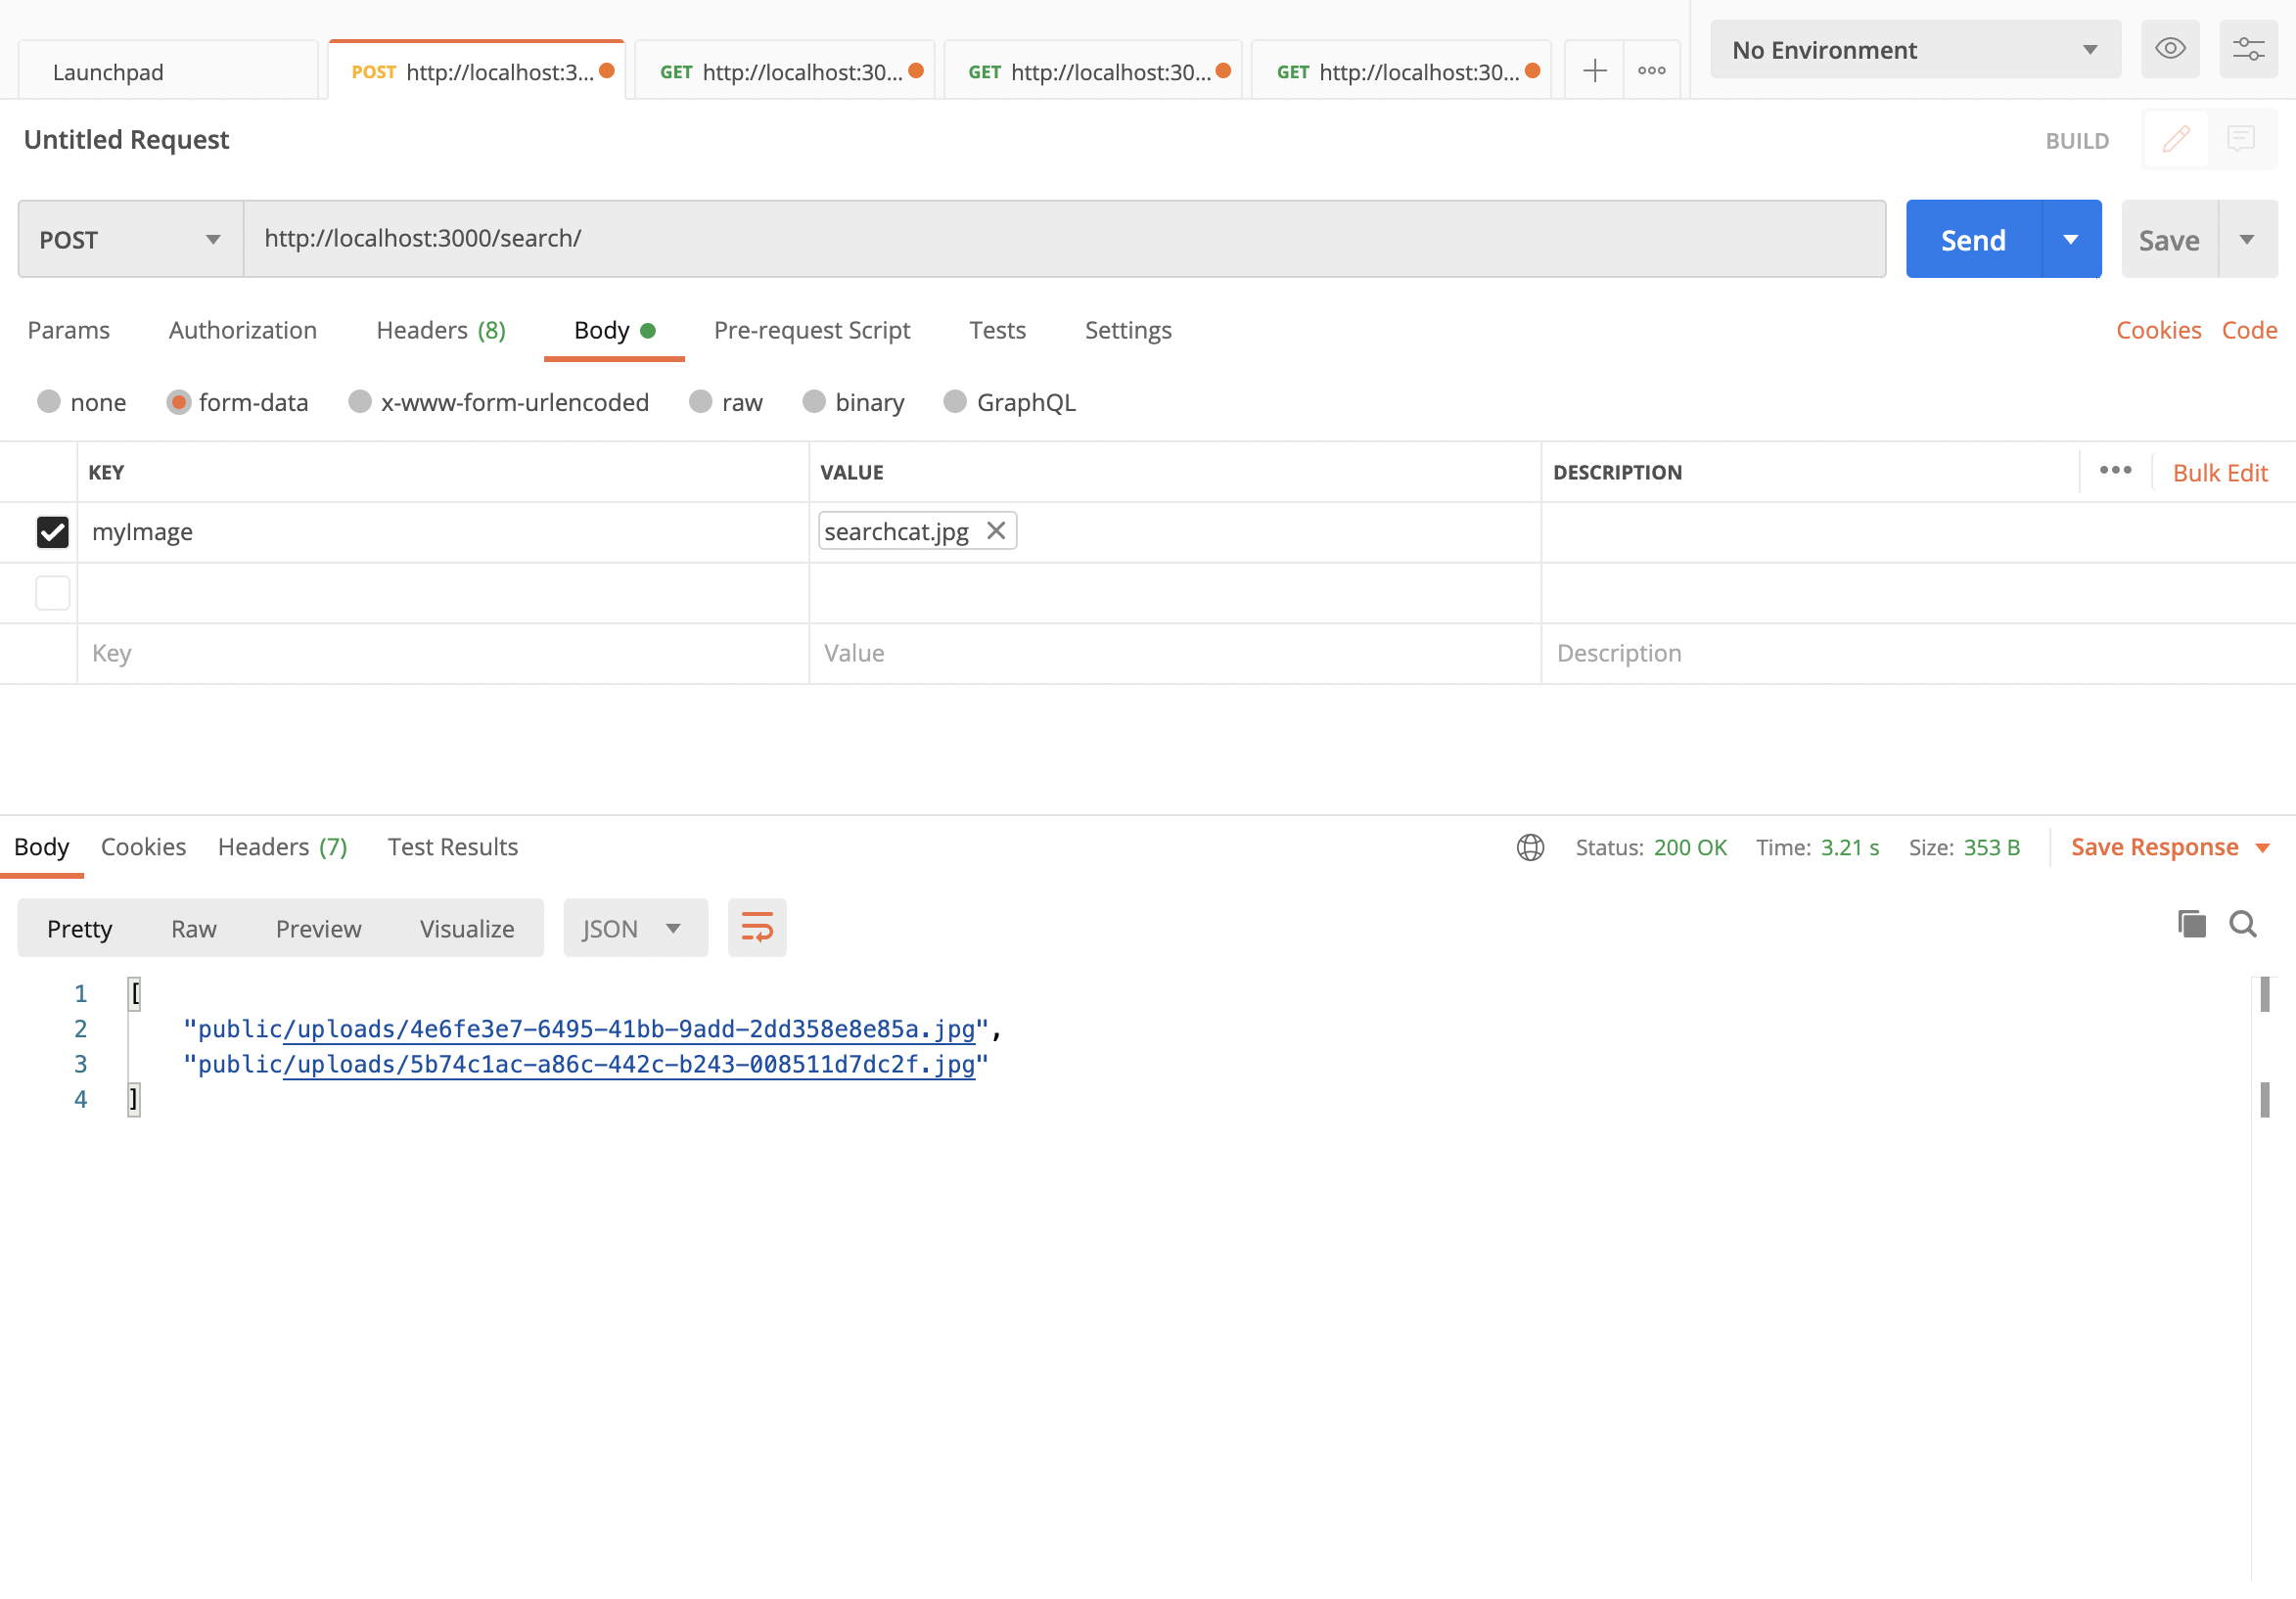 Launchpad
POST http://localhost:3...
GET http://localhost:30...
GET http://localhost:30...
GET http://localhost:30...
No Environment
Untitled Request
BUILD
POST
http://localhost:3000/search/
Send
Save
Params
Authorization
Headers (8)
Body
Pre-request Script
Tests
Settings
Cookies
Code
none
form-data
x-www-form-urlencoded
raw
binary
GraphQL
KEY
VALUE
DESCRIPTION
Bulk Edit
myImage
searchcat.jpg
Key
Value
Description
Body
Cookies
Headers (7)
Test Results
Status: 200 OK
Time: 3.21 s
Size: 353 B
Save Response
Pretty
Raw
Preview
Visualize
JSON
1 [
2 "public/uploads/4e6fe3e7-6495-41bb-9add-2dd358e8e85a.jpg",
3 "public/uploads/5b74c1ac-a86c-442c-b243-008511d7dc2f.jpg"
4 ]